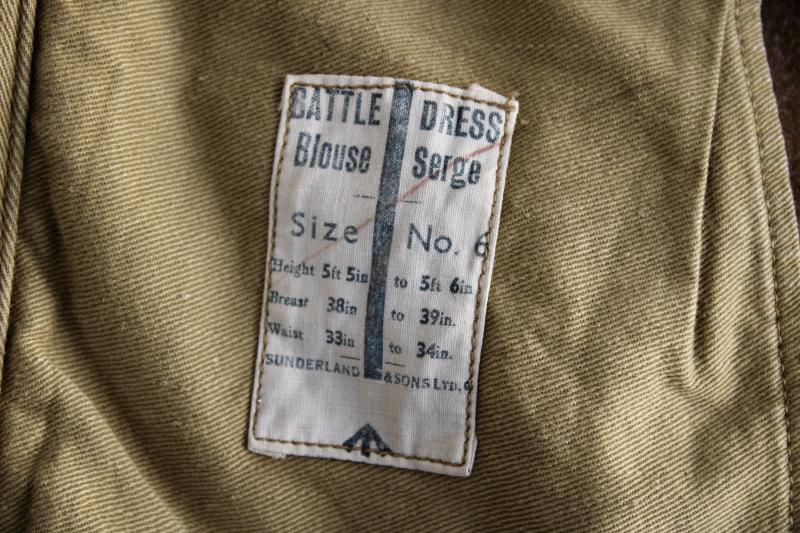 BATTLE DRESS
Blouse Serge
Size No. 6
Height 5ft 5in to 5ft 6in
Breast 38in to 39in.
Waist 33in to 34in.
SUNDERLAND & SONS LTD.